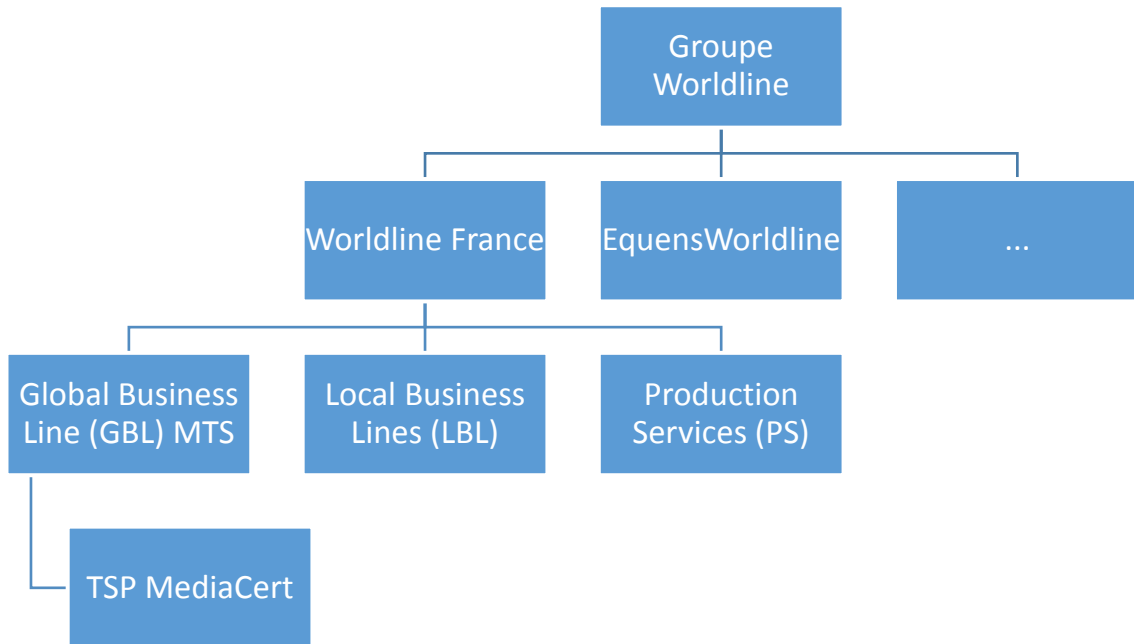 Groupe
Worldline
Worldline France
EquensWorldline
...
Global Business
Line (GBL) MTS
Local Business
Lines (LBL)
Production
Services (PS)
TSP MediaCert